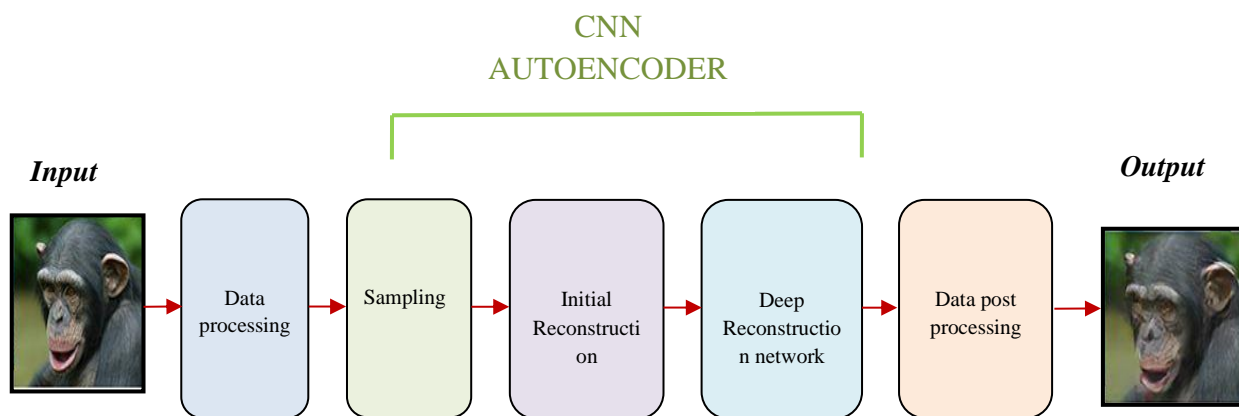 CNN
AUTOENCODER
Input
Output
Data
processing
Sampling
Initial
Reconstructi
on
Deep
Reconstructio
n network
Data post
processing